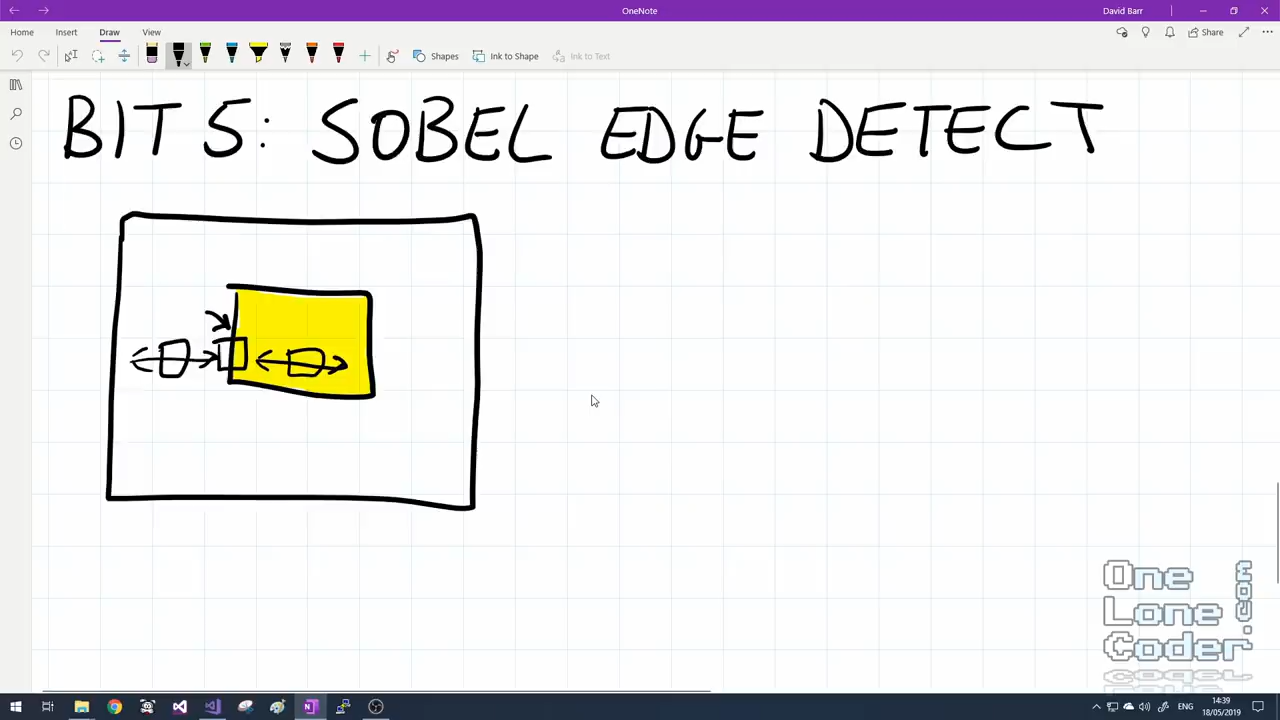 OneNote
David Barr
Home Insert Draw View
Share
Shapes Ink to Shape Ink to Text
BIT 5: SOBEL EDGE DETECT
One
Lone
Coder
.com
ENG
14:39
18/05/2019